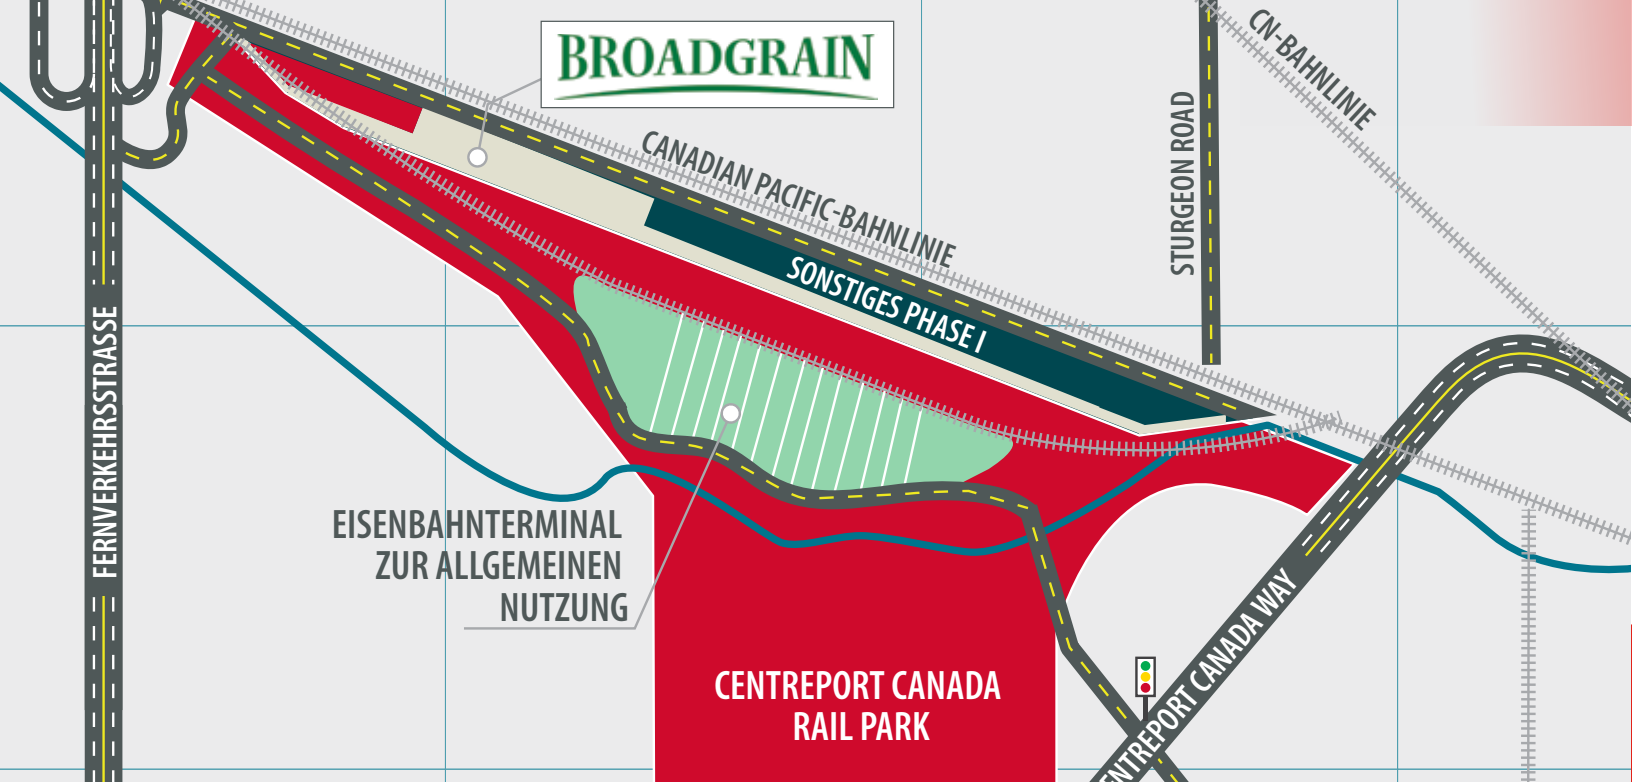 BROADGRAIN
CN-BAHNLINIE
CANADIAN PACIFIC-BAHNLINIE
STURGEON ROAD
SONSTIGES PHASE I
FERNVERKEHRSSTRASSE
EISENBAHNTERMINAL
ZUR ALLGEMEINEN
NUTZUNG
CENTREPORT CANADA
RAIL PARK
ENTREPORT CANADA WAY